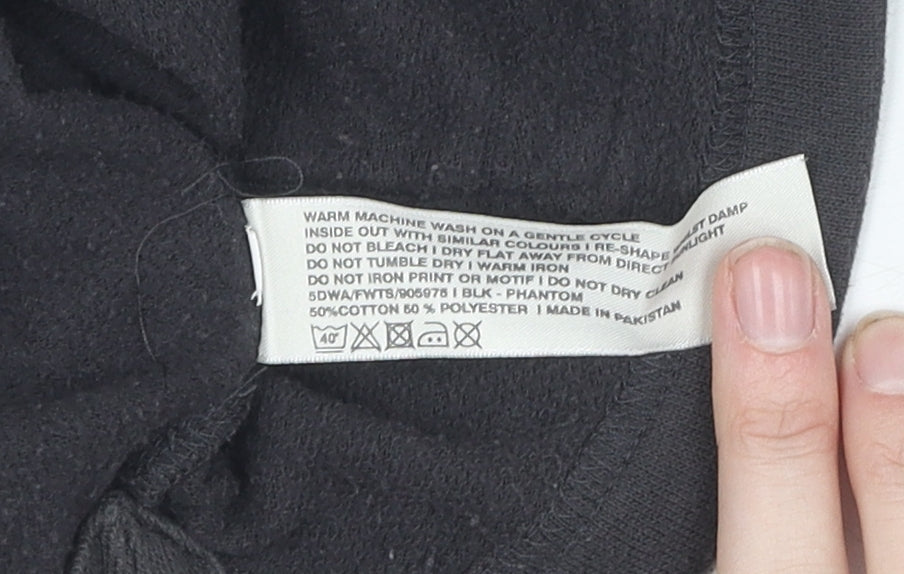 WARM MACHINE WASH ON A GENTLE CYCLE
INSIDE OUT WITH SIMILAR COLOURS I RE-SHAPE WHILST DAMP
DO NOT BLEACH I DRY FLAT AWAY FROM DIRECT SUNLIGHT
DO NOT TUMBLE DRY I WARM IRON
DO NOT IRON PRINT OR MOTIF I DO NOT DRY CLEAN
5DWA/FWTS/905975 I BLK - PHANTOM
50%COTTON 50 % POLYESTER I MADE IN PAKISTAN
40°